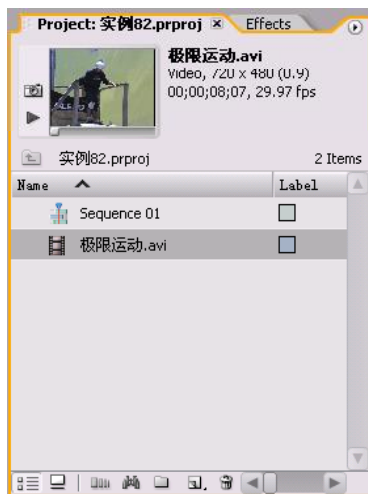 Project: 实例82.prproj × Effects
极限运动.avi
Video, 720 x 480 (0.9)
00;00;08;07, 29.97 fps
实例82.prproj 2 Items
Name Label
Sequence 01
极限运动.avi